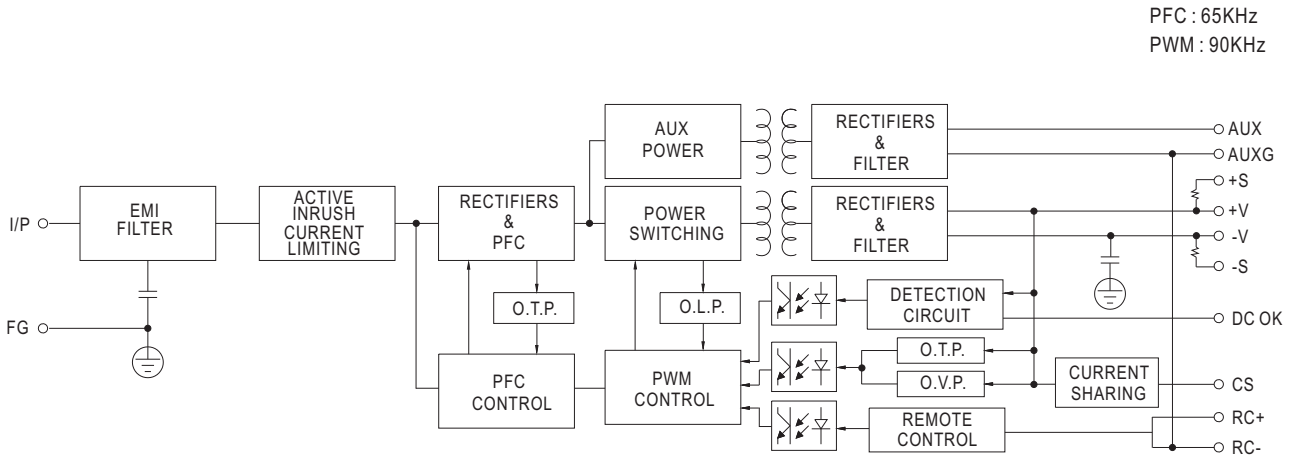 PFC : 65KHz
PWM : 90KHz
AUX
POWER
RECTIFIERS
&
FILTER
AUX
AUXG
+S
I/P
EMI
FILTER
ACTIVE
INRUSH
CURRENT
LIMITING
RECTIFIERS
&
PFC
POWER
SWITCHING
RECTIFIERS
&
FILTER
+V
-V
-S
FG
O.T.P.
O.L.P.
DETECTION
CIRCUIT
DC OK
PFC
CONTROL
PWM
CONTROL
O.T.P.
O.V.P.
CURRENT
SHARING
CS
REMOTE
CONTROL
RC+
RC-